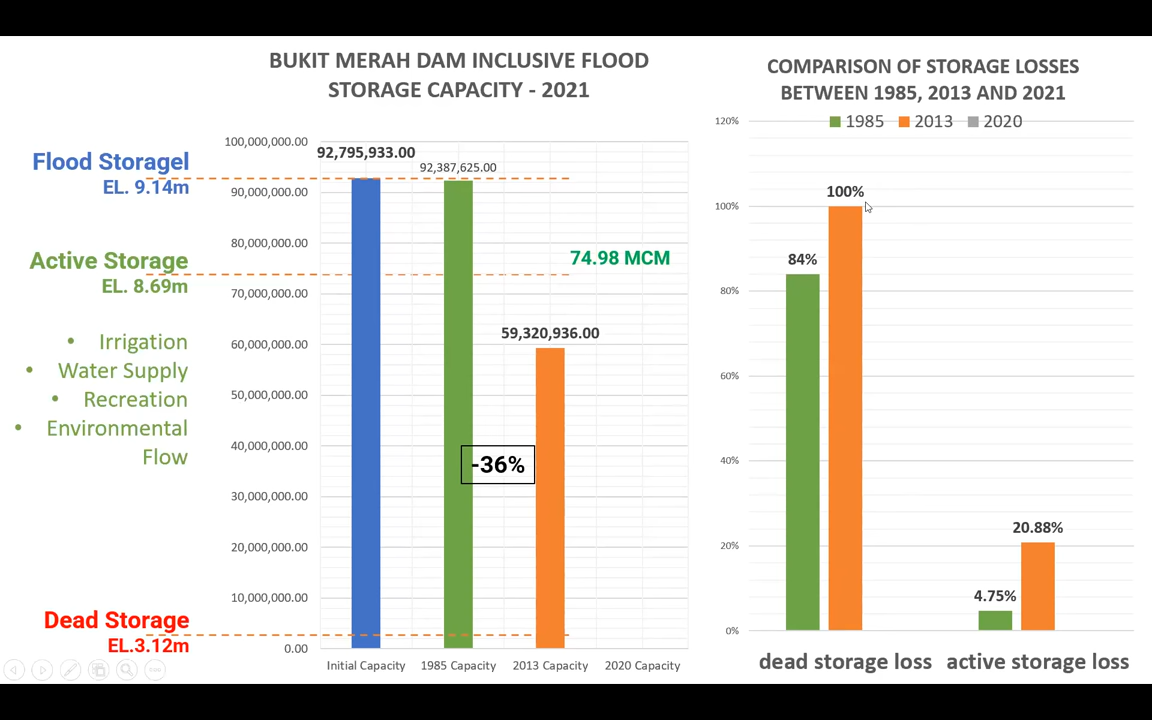 BUKIT MERAH DAM INCLUSIVE FLOOD
STORAGE CAPACITY - 2021
Flood Storagel
EL. 9.14m
Active Storage
EL. 8.69m
• Irrigation
• Water Supply
• Recreation
• Environmental
Flow
Dead Storage
EL.3.12m
100,000,000.00
90,000,000.00
80,000,000.00
70,000,000.00
60,000,000.00
50,000,000.00
40,000,000.00
30,000,000.00
20,000,000.00
10,000,000.00
0.00
92,795,933.00
92,387,625.00
74.98 MCM
59,320,936.00
-36%
Initial Capacity
1985 Capacity
2013 Capacity
2020 Capacity
COMPARISON OF STORAGE LOSSES
BETWEEN 1985, 2013 AND 2021
1985 2013 2020
120%
100%
80%
60%
40%
20%
0%
84%
100%
4.75%
20.88%
dead storage loss
active storage loss